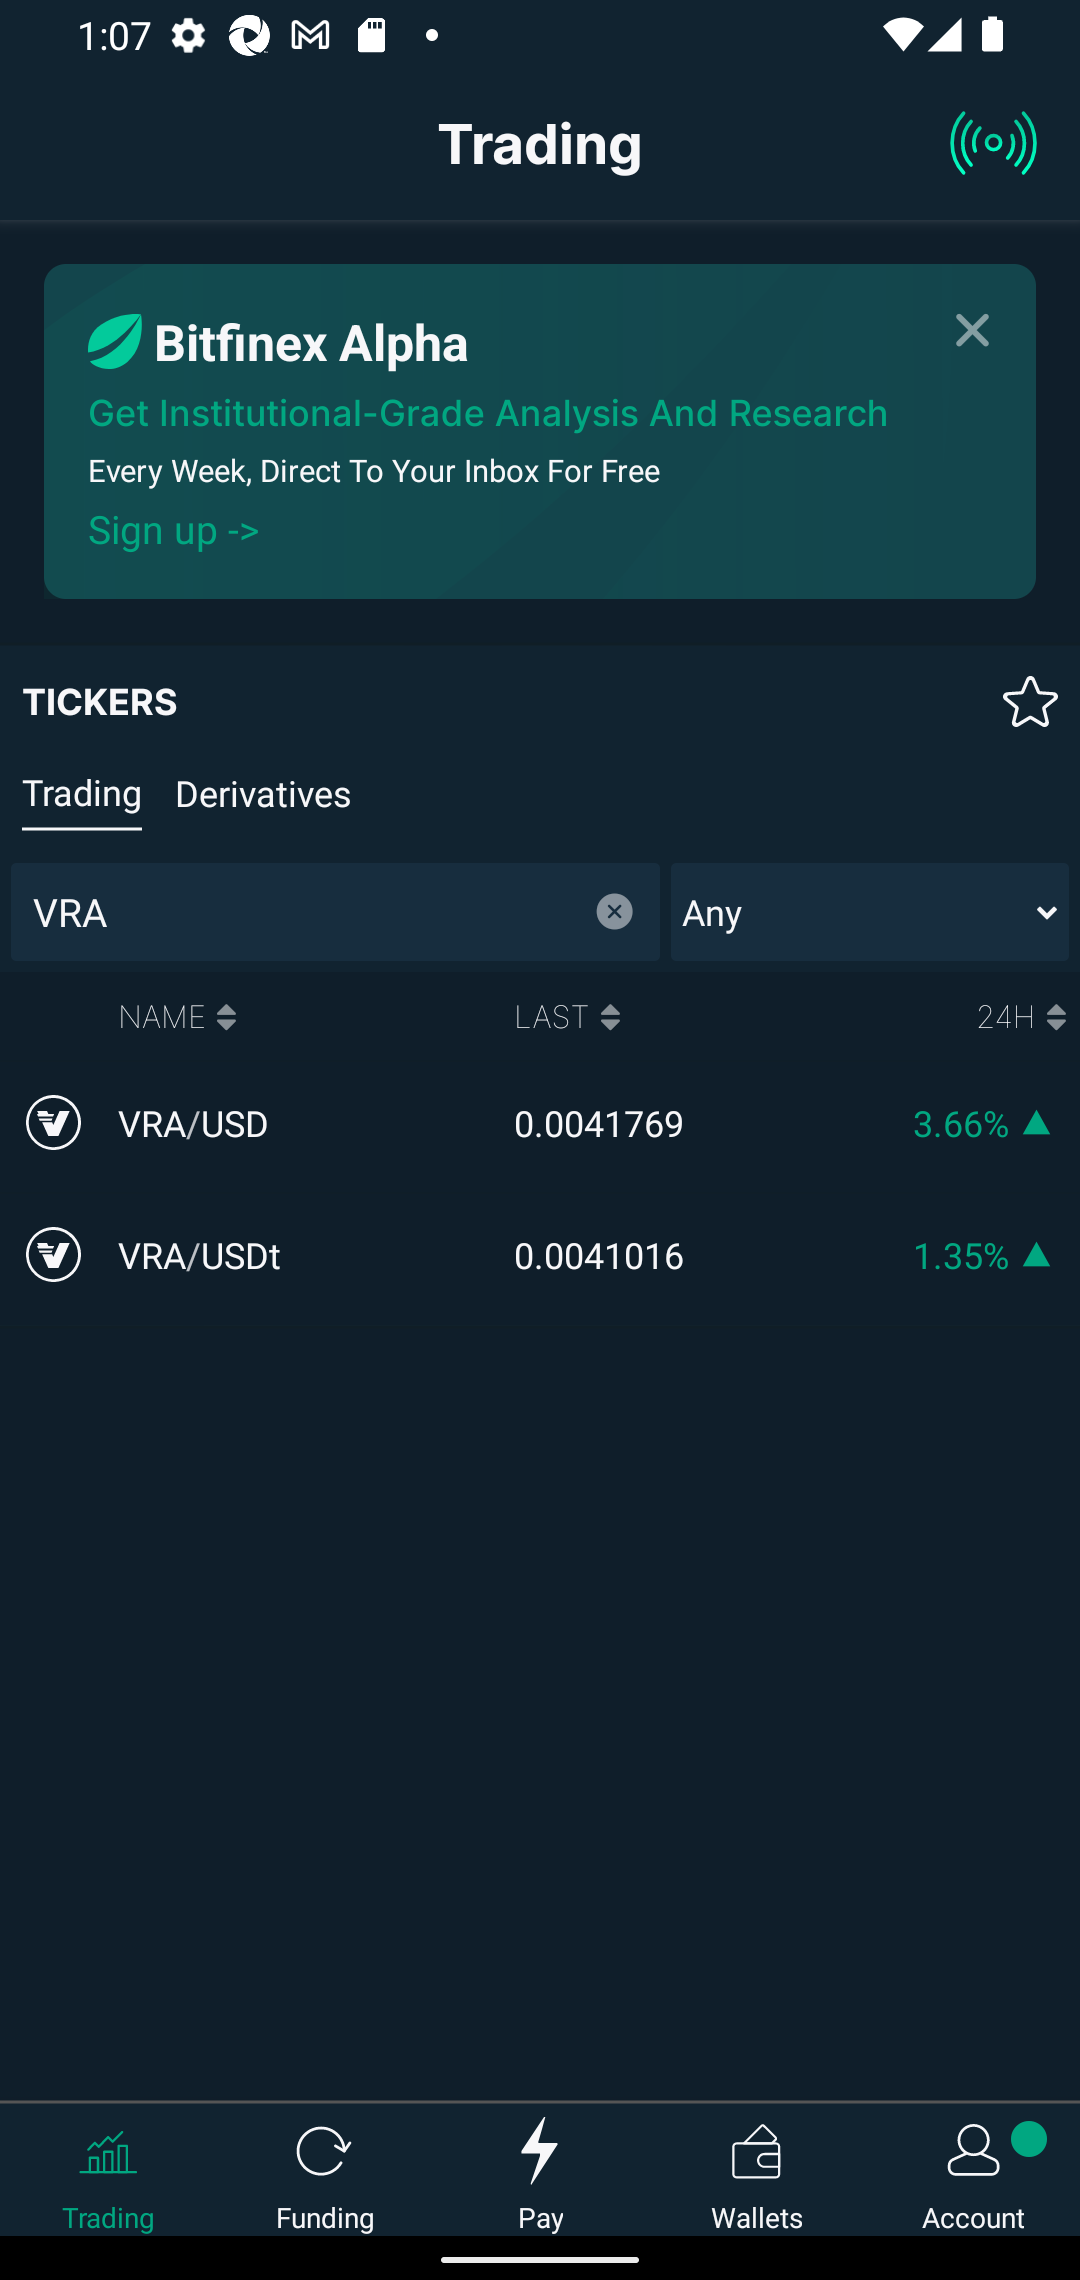 1:07
Trading
Bitfinex Alpha
Get Institutional-Grade Analysis And Research
Every Week, Direct To Your Inbox For Free
Sign up ->
TICKERS
Trading Derivatives
VRA Any
NAME LAST 24H
VRA/USD 0.0041769 3.66%
VRA/USDt 0.0041016 1.35%
Trading Funding Pay Wallets Account